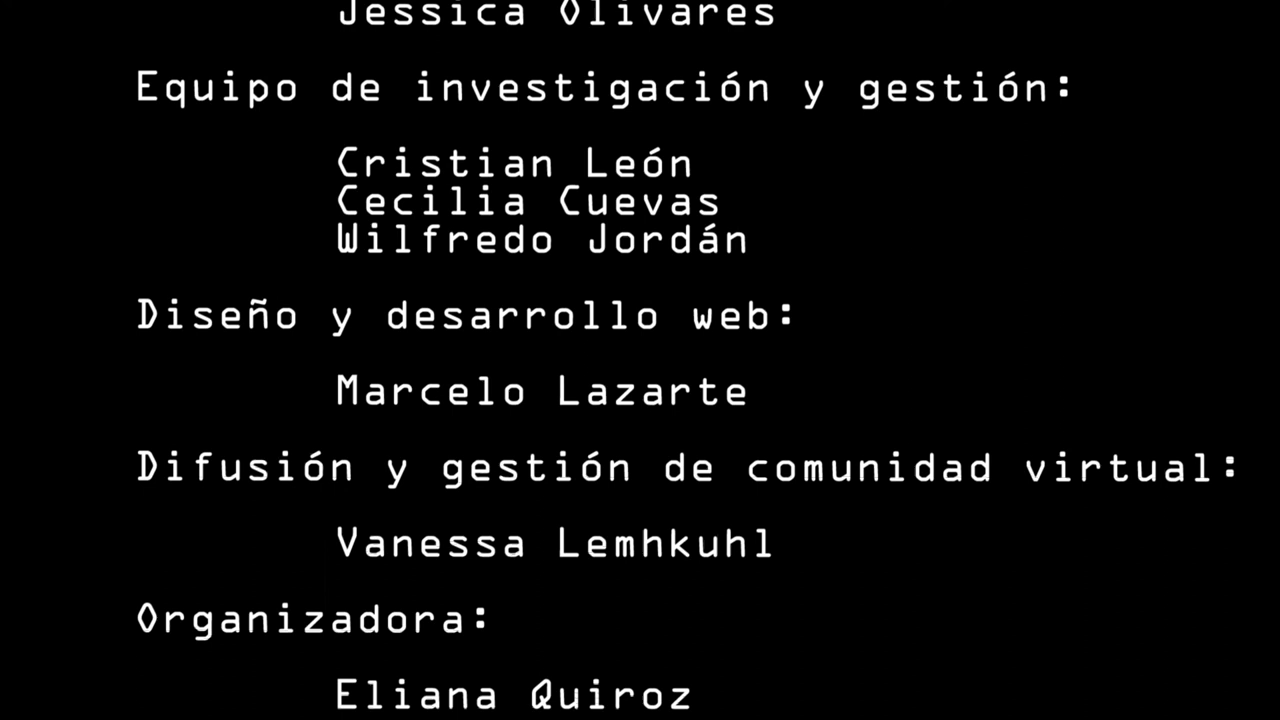 Jessica Olivares
Equipo de investigación y gestión:
Cristian León
Cecilia Cuevas
Wilfredo Jordán
Diseño y desarrollo web:
Marcelo Lazarte
Difusión y gestión de comunidad virtual:
Vanessa Lemhkuhl
Organizadora:
Eliana Quiroz